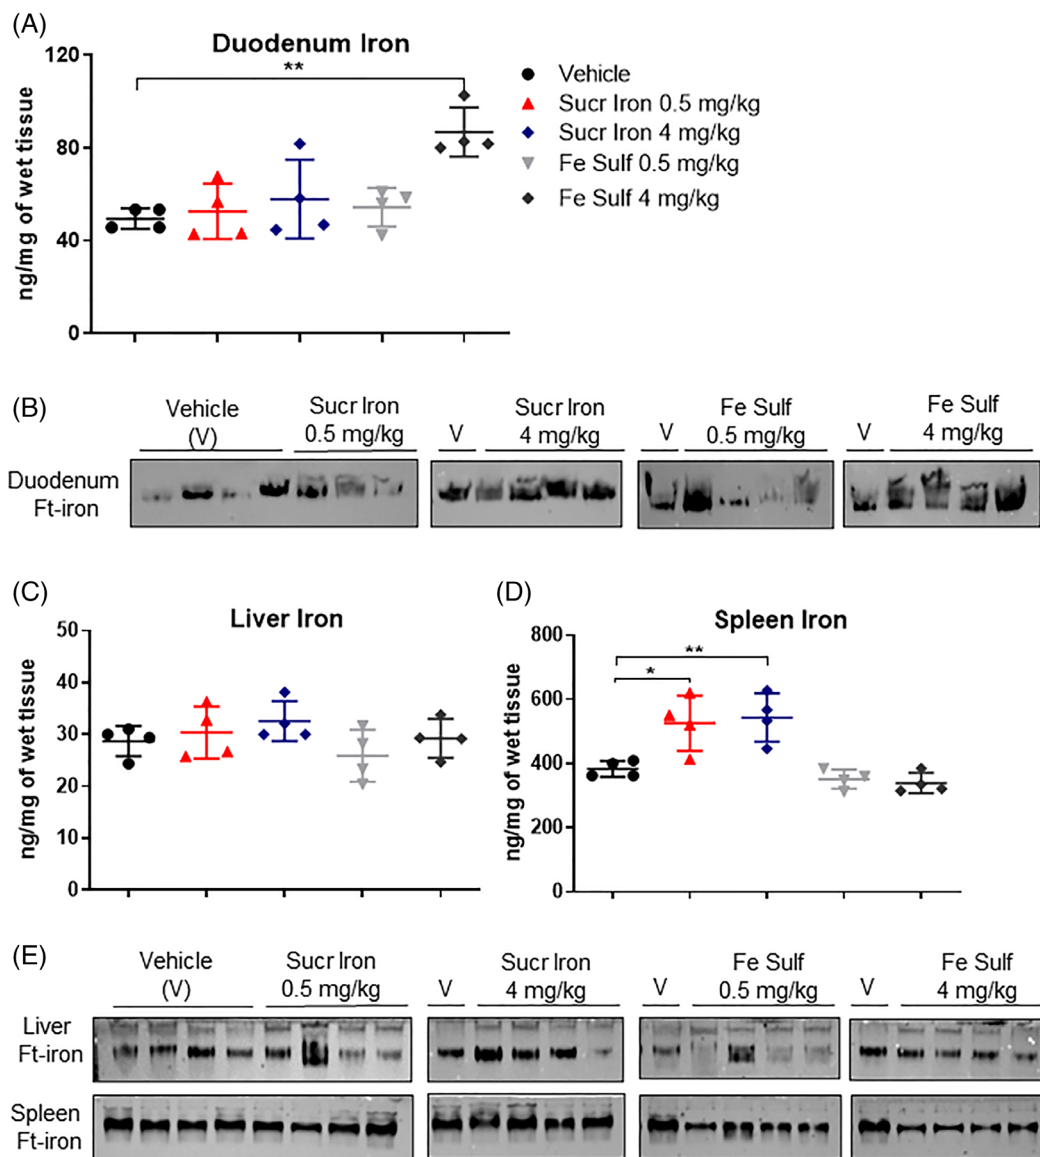 (A)
Duodenum Iron
120
80
40
0
ng/mg of wet tissue
**
Vehicle
Sucr Iron 0.5 mg/kg
Sucr Iron 4 mg/kg
Fe Sulf 0.5 mg/kg
Fe Sulf 4 mg/kg
(B)
Vehicle
(V)
Sucr Iron
0.5 mg/kg
V
Sucr Iron
4 mg/kg
V
Fe Sulf
0.5 mg/kg
V
Fe Sulf
4 mg/kg
Duodenum
Ft-iron
(C)
Liver Iron
50
40
30
20
10
0
ng/mg of wet tissue
(D)
Spleen Iron
800
600
400
200
0
ng/mg of wet tissue
**
*
(E)
Vehicle
(V)
Sucr Iron
0.5 mg/kg
V
Sucr Iron
4 mg/kg
V
Fe Sulf
0.5 mg/kg
V
Fe Sulf
4 mg/kg
Liver
Ft-iron
Spleen
Ft-iron